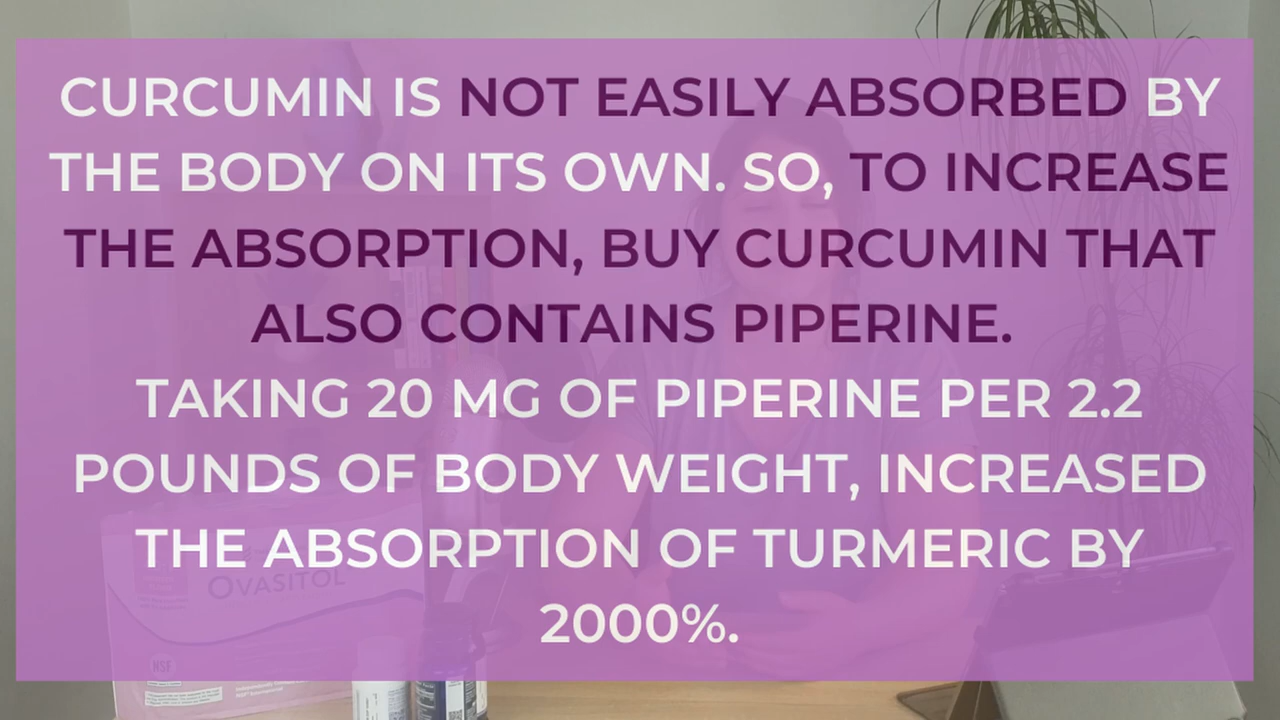 CURCUMIN IS NOT EASILY ABSORBED BY
THE BODY ON ITS OWN. SO, TO INCREASE
THE ABSORPTION, BUY CURCUMIN THAT
ALSO CONTAINS PIPERINE.
TAKING 20 MG OF PIPERINE PER 2.2
POUNDS OF BODY WEIGHT, INCREASED
THE ABSORPTION OF TURMERIC BY
2000%.
OVASITOL
NSF